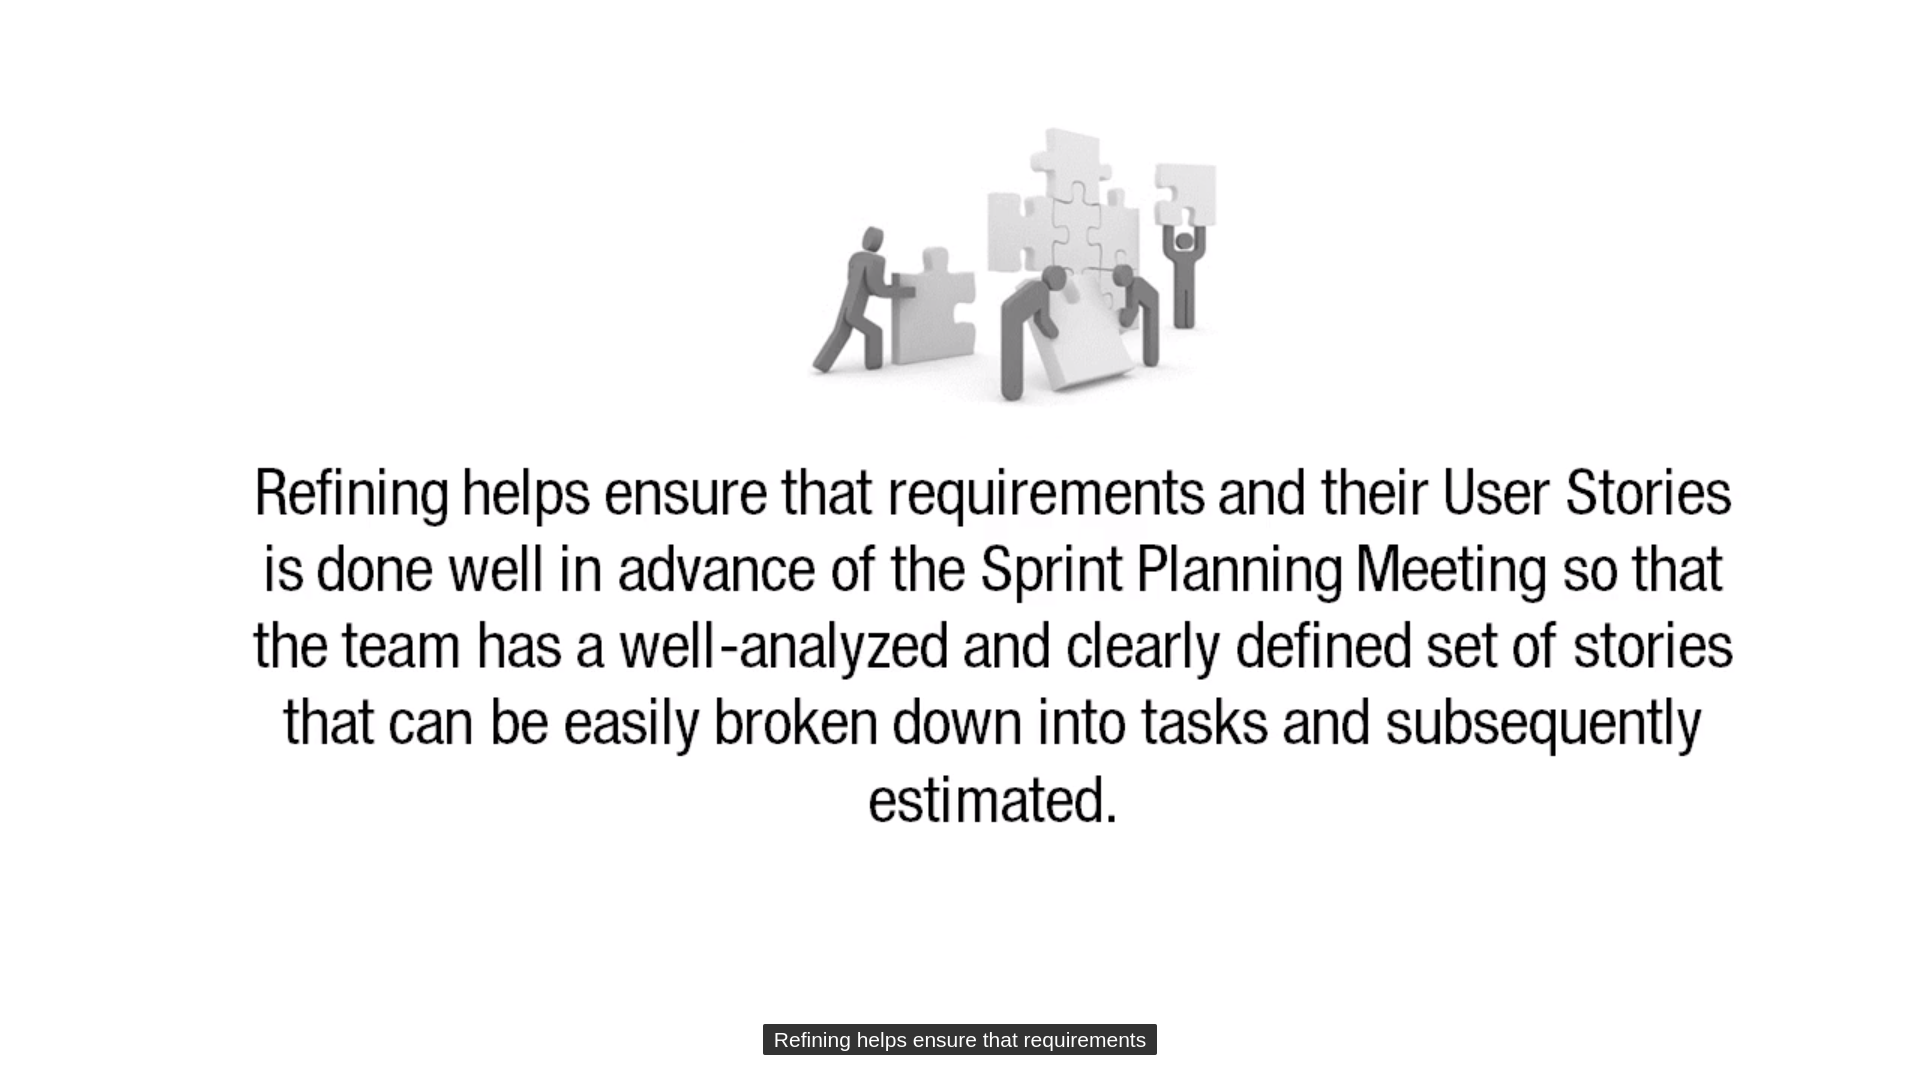 Refining helps ensure that requirements and their User Stories
is done well in advance of the Sprint Planning Meeting so that
the team has a well-analyzed and clearly defined set of stories
that can be easily broken down into tasks and subsequently
estimated.
Refining helps ensure that requirements